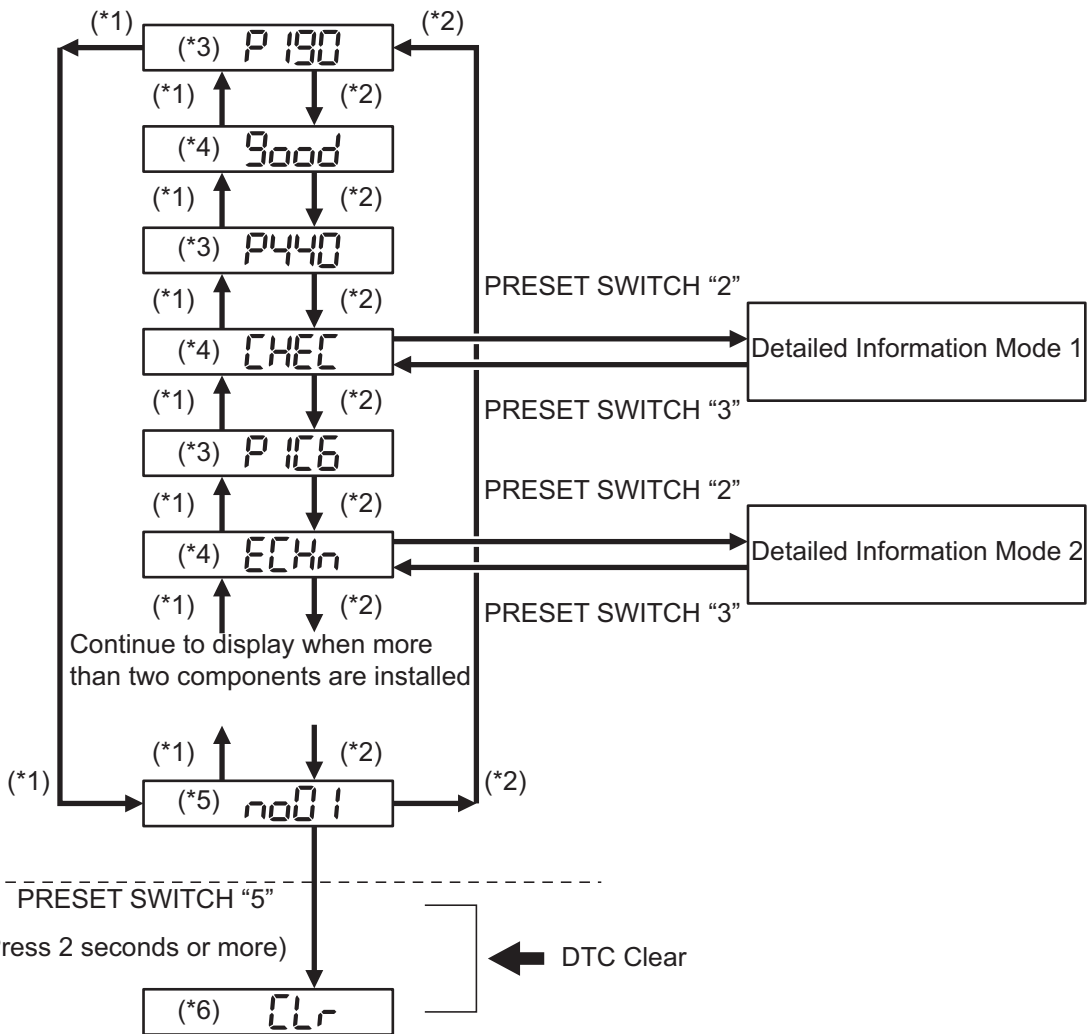 (*1)
(*2)
(*3) P190
(*1)
(*2)
(*4) good
(*1)
(*2)
(*3) P440
(*1)
(*2)
PRESET SWITCH “2”
(*4) CHEC
Detailed Information Mode 1
(*1)
(*2)
PRESET SWITCH “3”
(*3) P1C6
(*1)
(*2)
PRESET SWITCH “2”
(*4) ECHn
Detailed Information Mode 2
(*1)
(*2)
PRESET SWITCH “3”
Continue to display when more
than two components are installed
(*1)
(*2)
(*1)
(*2)
(*5) no01
PRESET SWITCH “5”
ress 2 seconds or more)
DTC Clear
(*6) CLr